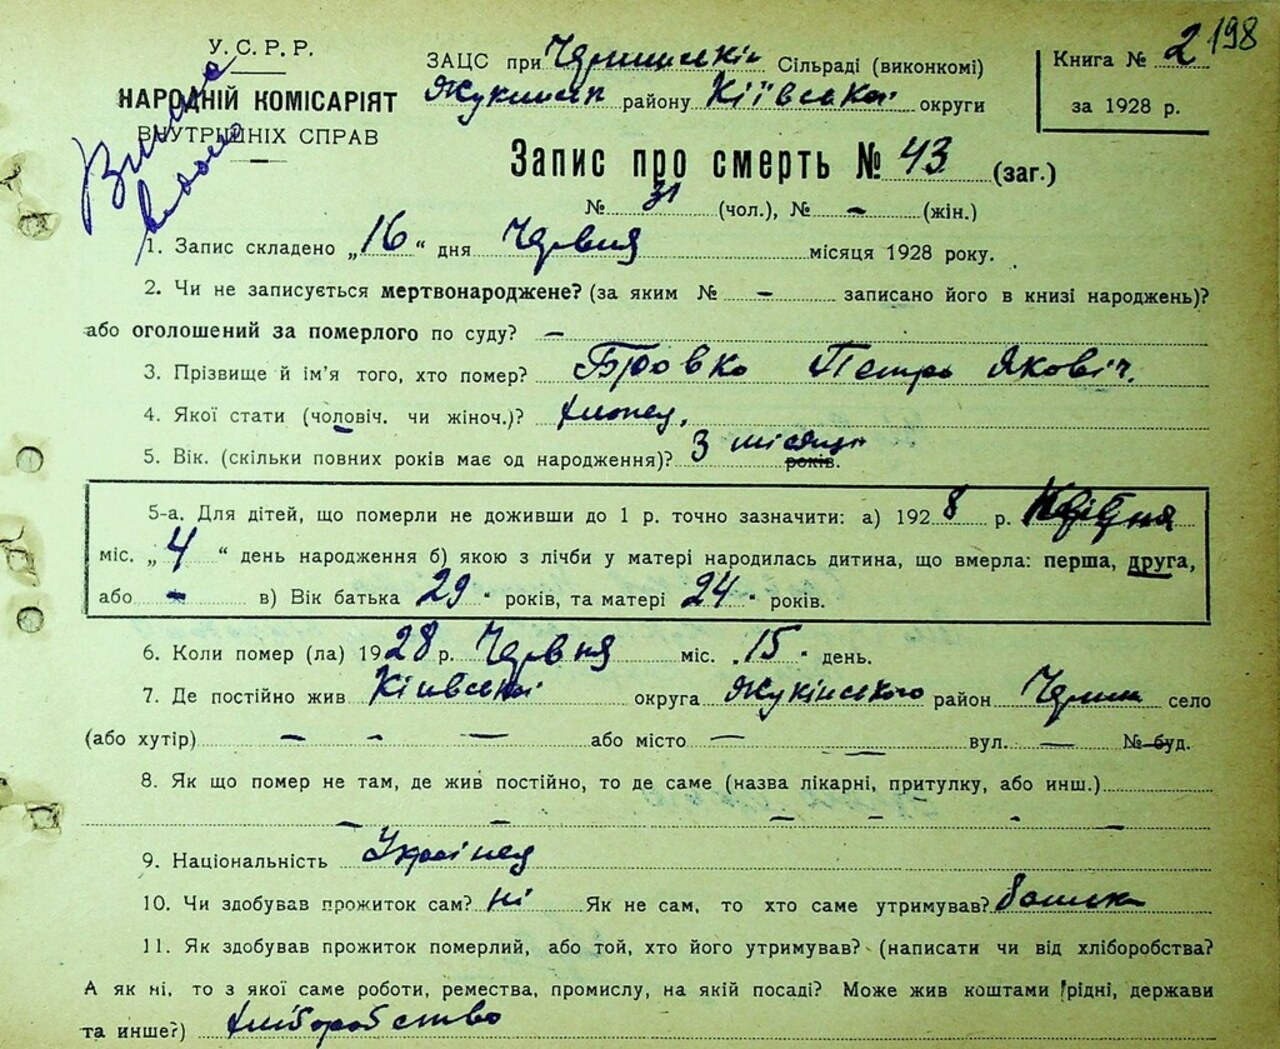 198
У.С.Р.Р.
НАРОДНІЙ КОМІСАРІЯТ
ВНУТРІШНІХ СПРАВ
ЗАЦС при Сільраді (виконкомі)
району Кіївської округи
Книга № 2
за 1928 р.
Запис про смерть № 43 (заг.)
№ 31 (чол.), № – (жін.)
1. Запис складено „16“ дня Червня місяця 1928 року.
2. Чи не записується мертвонароджене? (за яким № – записано його в книзі народжень)?
або оголошений за померлого по суду? –
3. Прізвище й ім'я того, хто помер? Бровко Петро Яковіч.
4. Якої стати (чоловіч. чи жіноч.)? хлопец.
5. Вік. (скільки повних років має од народження)? 3 місяци років.
5-а. Для дітей, що померли не доживши до 1 р. точно зазначити: а) 1928 р. Квітня
міс. „4“ день народження б) якою з лічби у матері народилась дитина, що вмерла: перша, друга,
або – в) Вік батька 29 років, та матері 24 років.
6. Коли помер (ла) 1928 р. Червня міс. „15“ день.
7. Де постійно жив Кіивської округа Жукінського район село
(або хутір) – – – або місто – вул. – № буд.
8. Як що помер не там, де жив постійно, то де саме (назва лікарні, притулку, або инш.)
– – – – – –
9. Національність Украінец
10. Чи здобував прожиток сам? ні Як не сам, то хто саме утримував? батьки
11. Як здобував прожиток померлий, або той, хто його утримував? (написати чи від хліборобства?
А як ні, то з якої саме роботи, ремества, промислу, на якій посаді? Може жив коштами рідні, держави
та инше?) хліборобство